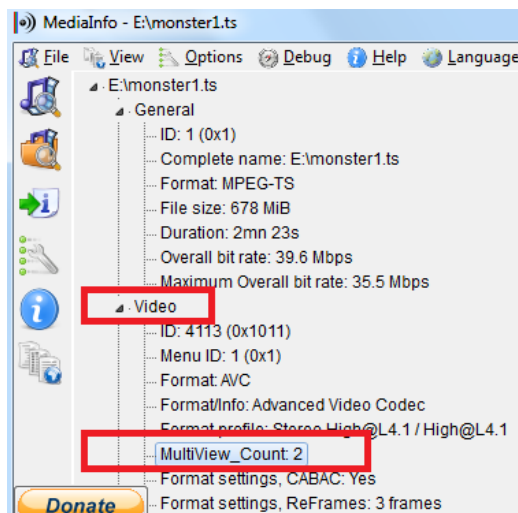 MediaInfo - E:\monster1.ts
File View Options Debug Help Language
E:\monster1.ts
General
ID: 1 (0x1)
Complete name: E:\monster1.ts
Format: MPEG-TS
File size: 678 MiB
Duration: 2mn 23s
Overall bit rate: 39.6 Mbps
Maximum Overall bit rate: 35.5 Mbps
Video
ID: 4113 (0x1011)
Menu ID: 1 (0x1)
Format: AVC
Format/Info: Advanced Video Codec
Format profile: Stereo High@L4.1 / High@L4.1
MultiView_Count: 2
Format settings, CABAC: Yes
Format settings, ReFrames: 3 frames
Donate